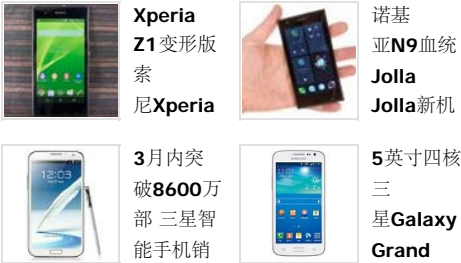 Xperia
Z1变形版
索
尼Xperia
诺基
亚N9血统
Jolla
Jolla新机
3月内突
破8600万
部 三星智
能手机销
12:03
5英寸四核
三
星Galaxy
Grand